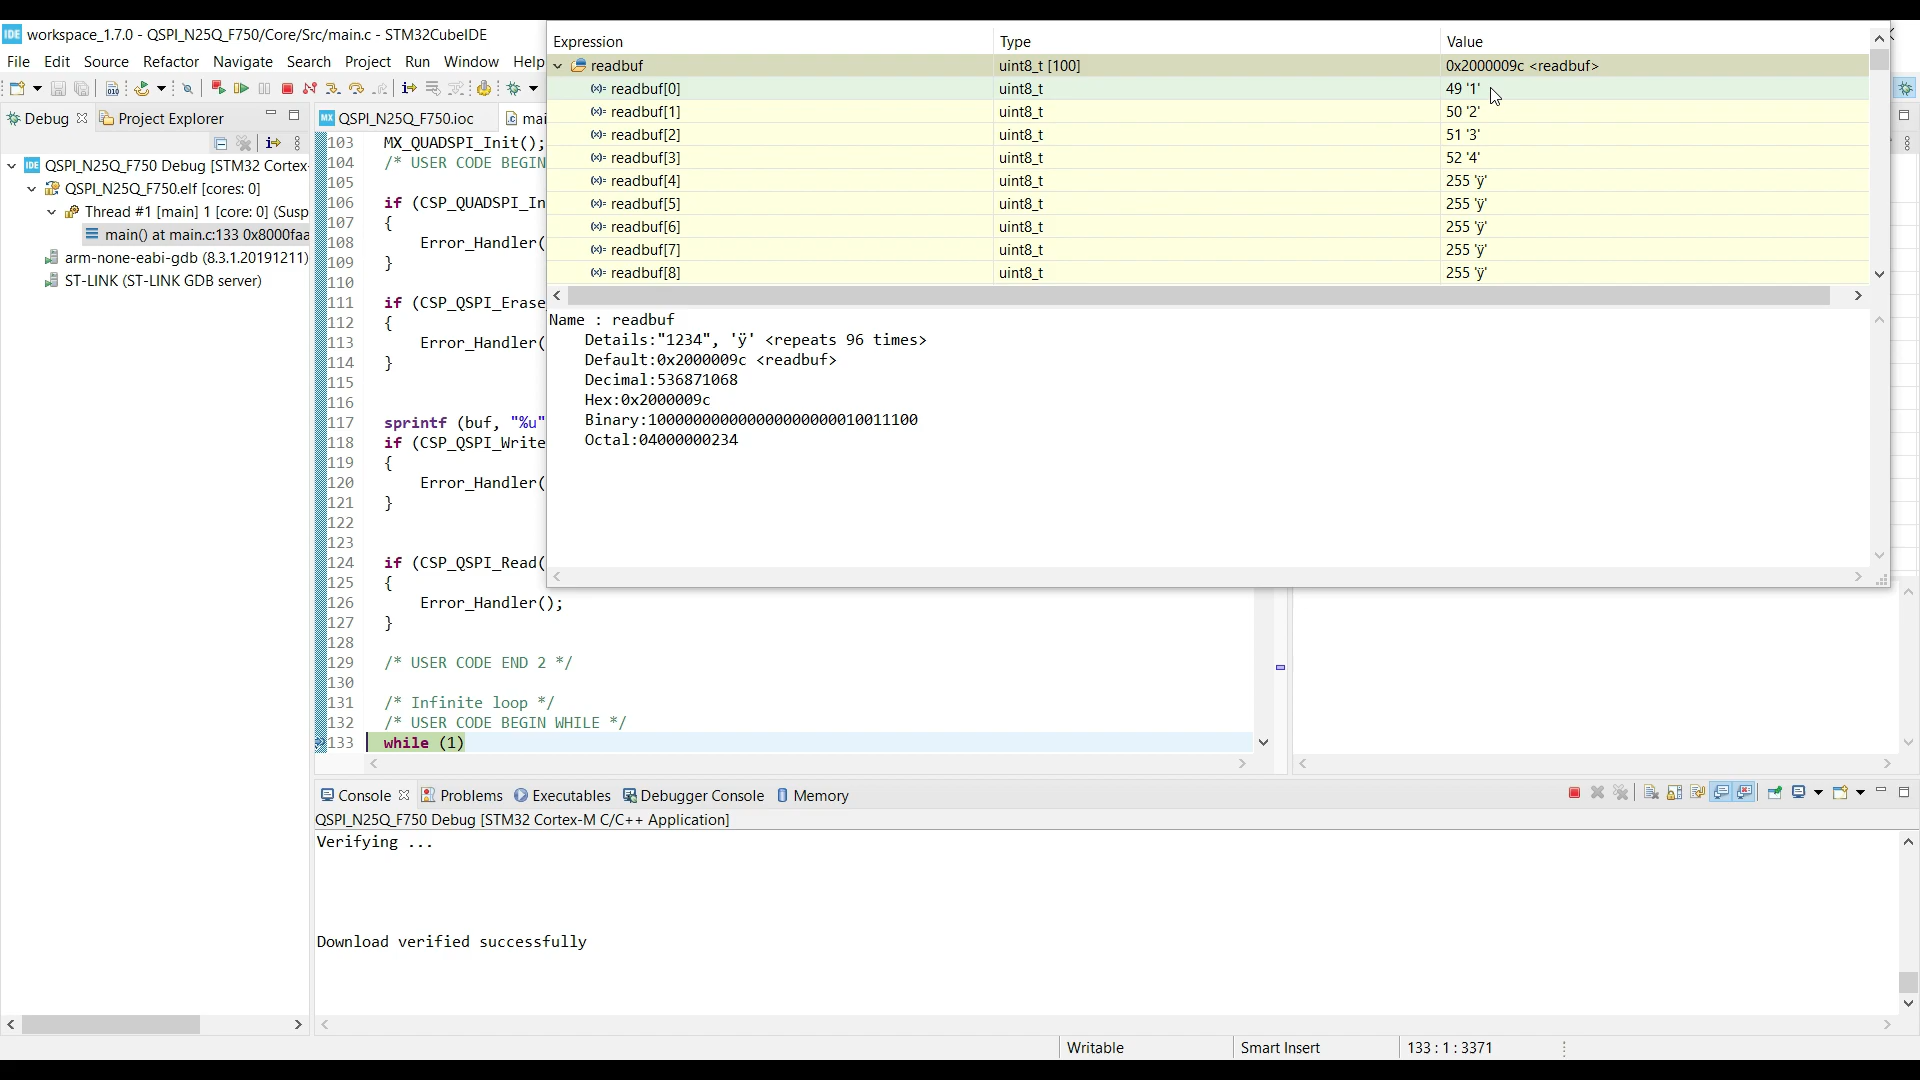 workspace_1.7.0 - QSPI_N25Q_F750/Core/Src/main.c - STM32CubeIDE
File Edit Source Refactor Navigate Search Project Run Window Help
Debug Project Explorer
QSPI_N25Q_F750 Debug [STM32 Cortex-
QSPI_N25Q_F750.elf [cores: 0]
Thread #1 [main] 1 [core: 0] (Susp
main() at main.c:133 0x8000faa
arm-none-eabi-gdb (8.3.1.20191211)
ST-LINK (ST-LINK GDB server)
QSPI_N25Q_F750.ioc mai
103 MX_QUADSPI_Init();
104 /* USER CODE BEGIN
105
106 if (CSP_QUADSPI_In
107 {
108 Error_Handler(
109 }
110
111 if (CSP_QSPI_Erase
112 {
113 Error_Handler(
114 }
115
116
117 sprintf (buf, "%u"
118 if (CSP_QSPI_Write
119 {
120 Error_Handler(
121 }
122
123
124 if (CSP_QSPI_Read(
125 {
126 Error_Handler();
127 }
128
129 /* USER CODE END 2 */
130
131 /* Infinite loop */
132 /* USER CODE BEGIN WHILE */
133 while (1)
Expression Type Value
readbuf uint8_t [100] 0x2000009c <readbuf>
readbuf[0] uint8_t 49 '1'
readbuf[1] uint8_t 50 '2'
readbuf[2] uint8_t 51 '3'
readbuf[3] uint8_t 52 '4'
readbuf[4] uint8_t 255 'ÿ'
readbuf[5] uint8_t 255 'ÿ'
readbuf[6] uint8_t 255 'ÿ'
readbuf[7] uint8_t 255 'ÿ'
readbuf[8] uint8_t 255 'ÿ'
Name : readbuf
Details:"1234", 'ÿ' <repeats 96 times>
Default:0x2000009c <readbuf>
Decimal:536871068
Hex:0x2000009c
Binary:100000000000000000000010011100
Octal:04000000234
Console Problems Executables Debugger Console Memory
QSPI_N25Q_F750 Debug [STM32 Cortex-M C/C++ Application]
Verifying ...
Download verified successfully
Writable Smart Insert 133 : 1 : 3371